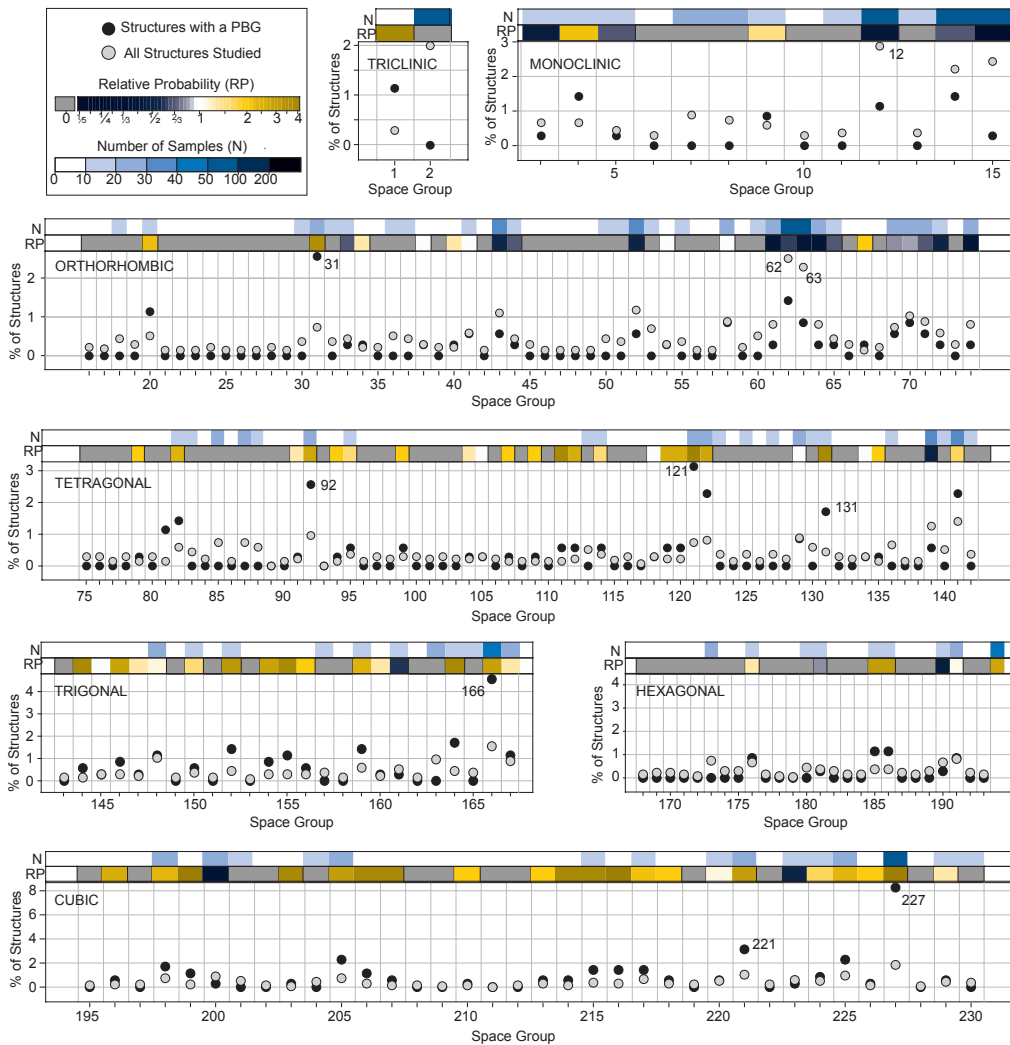 Structures with a PBG
All Structures Studied
Relative Probability (RP)
0 ⅕ ¼ ⅓ ½ ⅔ 1 2 3 4
Number of Samples (N)
0 10 20 30 40 50 100 200
N
RP
TRICLINIC
% of Structures
2
1
0
1 2
Space Group
N
RP
MONOCLINIC
12
% of Structures
3
2
1
0
5 10 15
Space Group
N
RP
ORTHORHOMBIC
31
62
63
% of Structures
2
1
0
20 25 30 35 40 45 50 55 60 65 70
Space Group
N
RP
TETRAGONAL
92
121
131
% of Structures
3
2
1
0
75 80 85 90 95 100 105 110 115 120 125 130 135 140
Space Group
N
RP
TRIGONAL
166
% of Structures
4
3
2
1
0
145 150 155 160 165
Space Group
N
RP
HEXAGONAL
% of Structures
4
3
2
1
0
170 175 180 185 190
Space Group
N
RP
CUBIC
227
221
% of Structures
8
6
4
2
0
195 200 205 210 215 220 225 230
Space Group